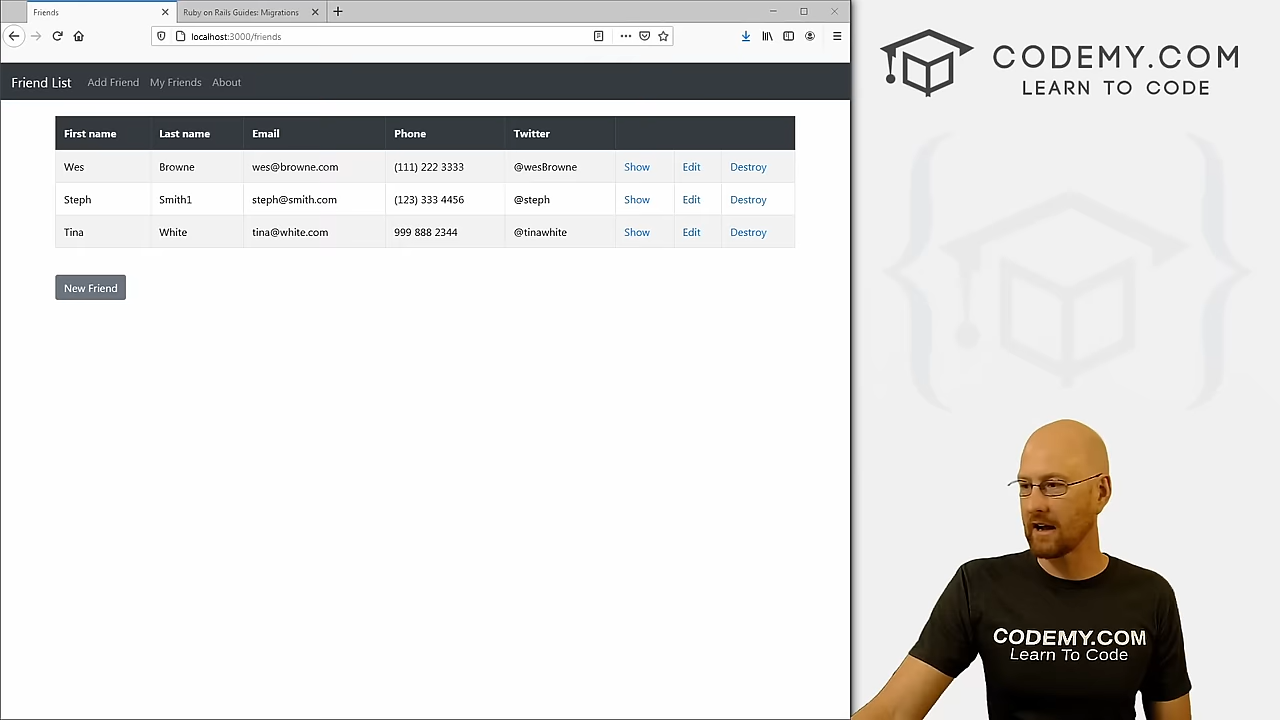 Friends
Ruby on Rails Guides: Migrations
localhost:3000/friends
Friend List Add Friend My Friends About
First name Last name Email Phone Twitter
Wes Browne wes@browne.com (111) 222 3333 @wesBrowne Show Edit Destroy
Steph Smith1 steph@smith.com (123) 333 4456 @steph Show Edit Destroy
Tina White tina@white.com 999 888 2344 @tinawhite Show Edit Destroy
New Friend
CODEMY.COM
LEARN TO CODE
CODEMY.COM
Learn To Code